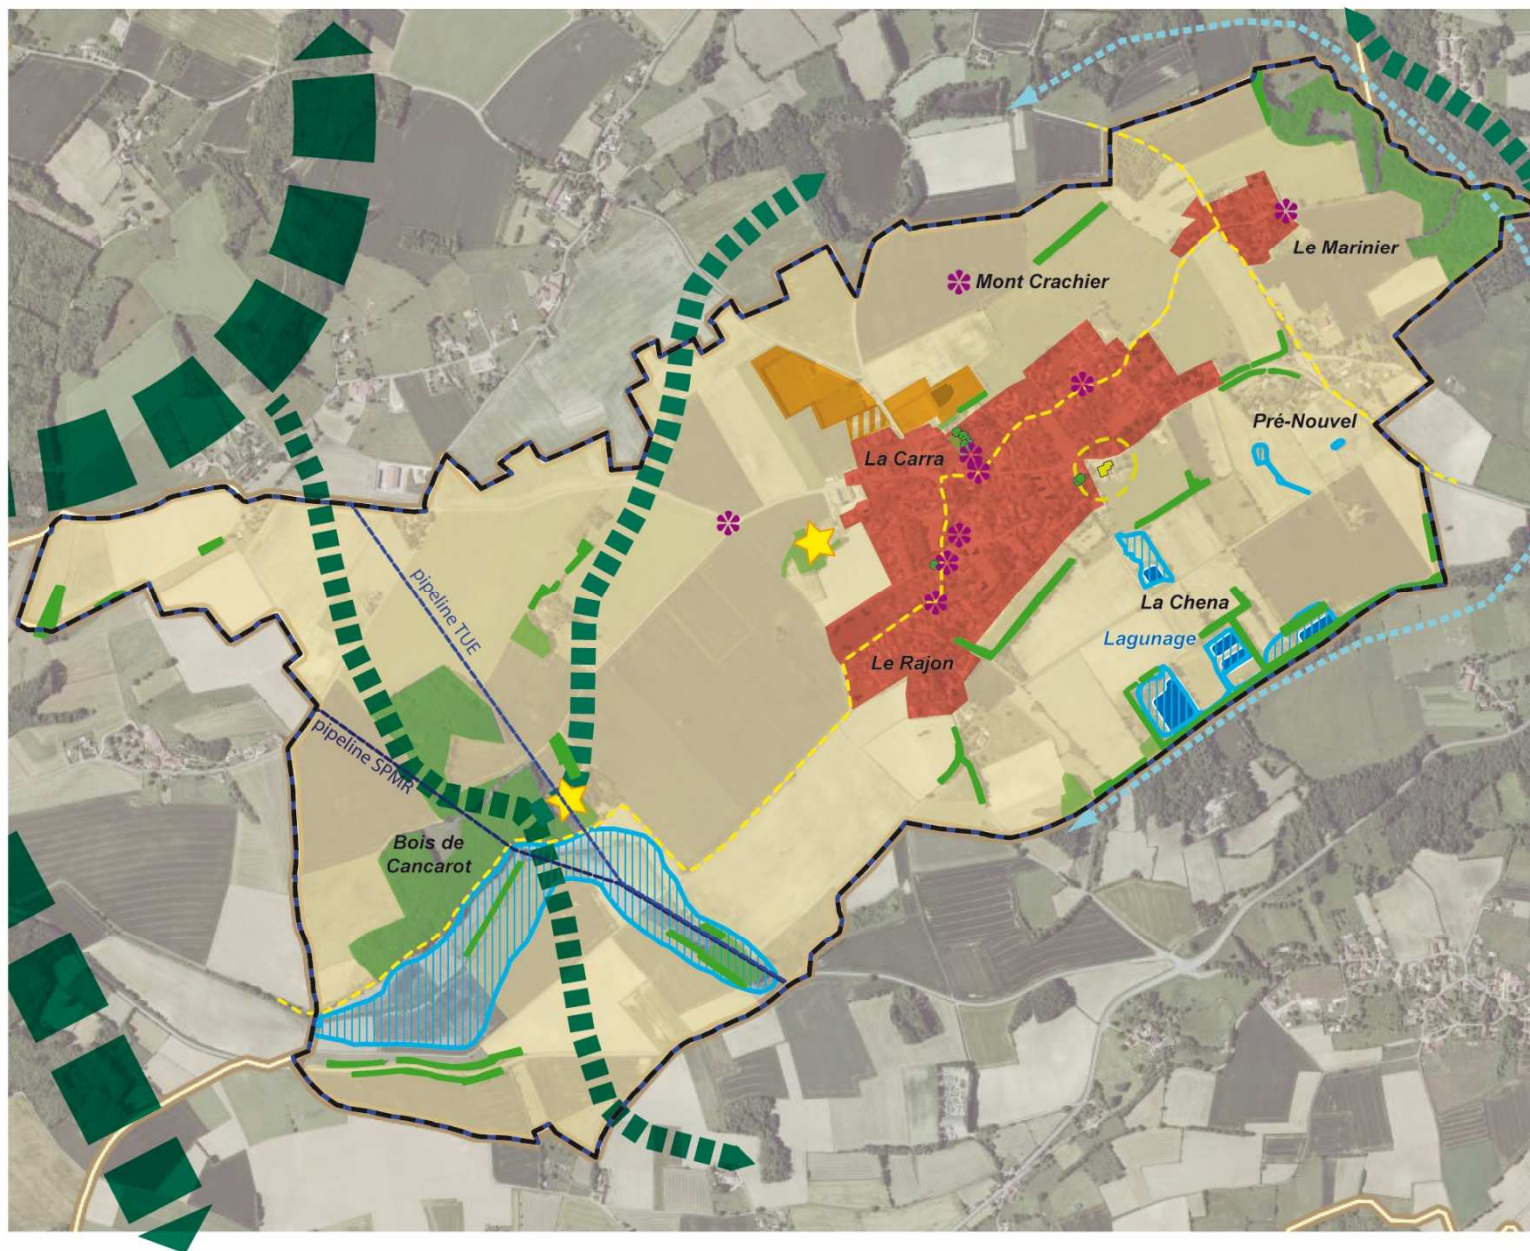 Le Marinier
Mont Crachier
Pré-Nouvel
La Carra
pipeline TUE
La Chena
Lagunage
Le Rajon
pipeline SPMR
Bois de
Cancarot